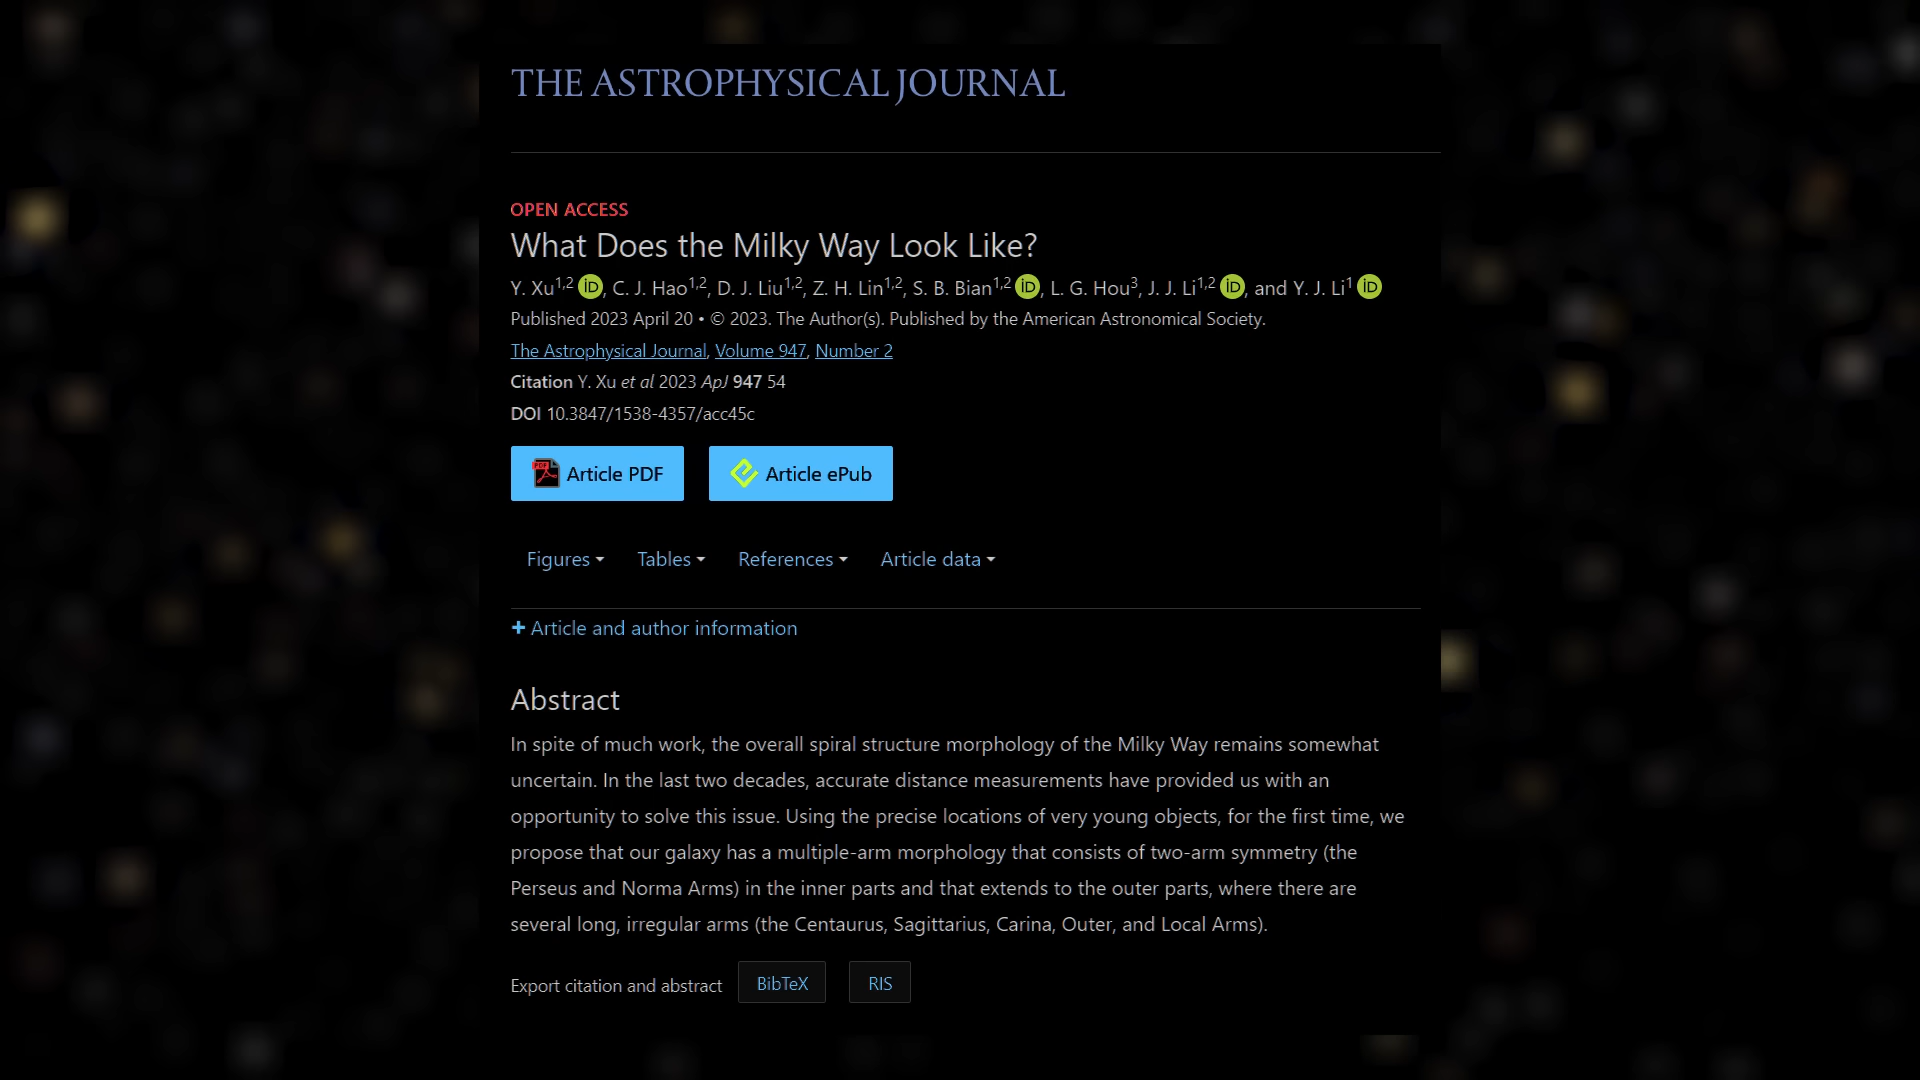 THE ASTROPHYSICAL JOURNAL
OPEN ACCESS
What Does the Milky Way Look Like?
Y. Xu1,2 iD, C. J. Hao1,2, D. J. Liu1,2, Z. H. Lin1,2, S. B. Bian1,2 iD, L. G. Hou3, J. J. Li1,2 iD, and Y. J. Li1 iD
Published 2023 April 20 • © 2023. The Author(s). Published by the American Astronomical Society.
The Astrophysical Journal, Volume 947, Number 2
Citation Y. Xu et al 2023 ApJ 947 54
DOI 10.3847/1538-4357/acc45c
PDF Article PDF Article ePub
Figures Tables References Article data
+ Article and author information
Abstract
In spite of much work, the overall spiral structure morphology of the Milky Way remains somewhat
uncertain. In the last two decades, accurate distance measurements have provided us with an
opportunity to solve this issue. Using the precise locations of very young objects, for the first time, we
propose that our galaxy has a multiple-arm morphology that consists of two-arm symmetry (the
Perseus and Norma Arms) in the inner parts and that extends to the outer parts, where there are
several long, irregular arms (the Centaurus, Sagittarius, Carina, Outer, and Local Arms).
Export citation and abstract BibTeX RIS